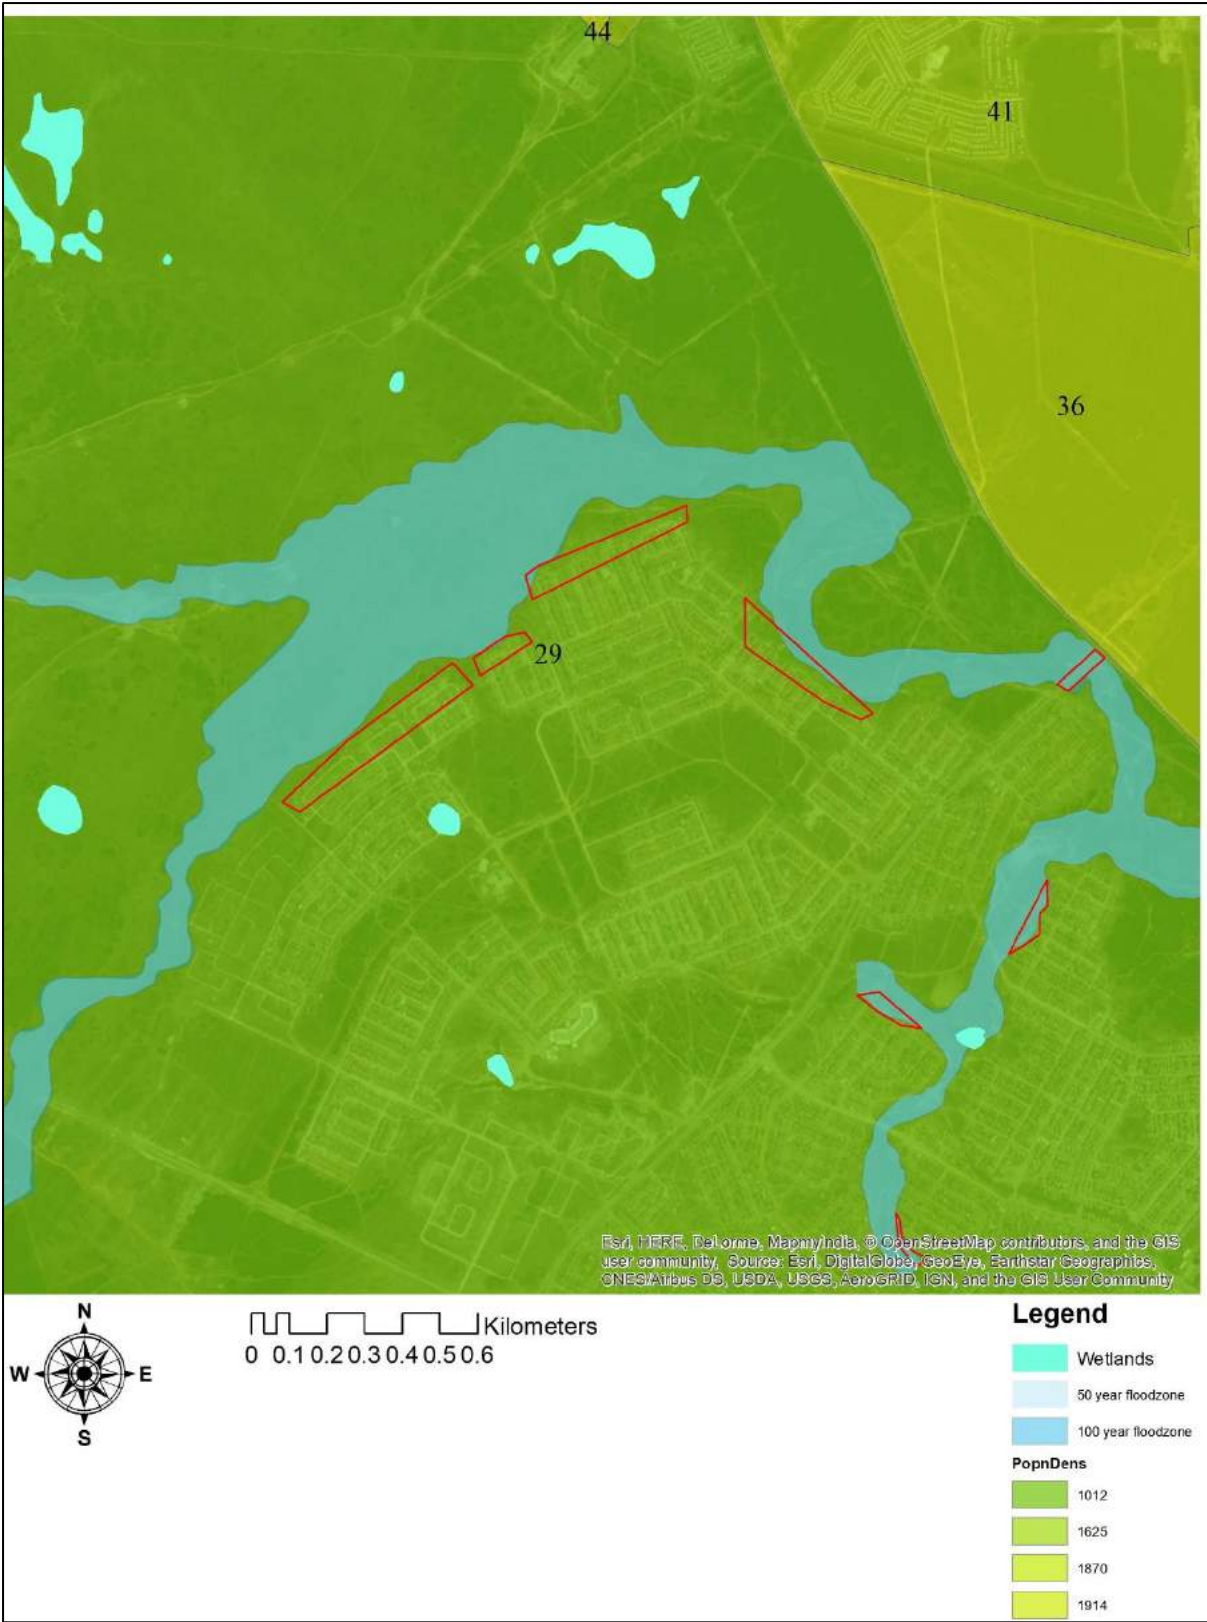 44
41
36
29
Esri, HERE, DeLorme, MapmyIndia, © OpenStreetMap contributors, and the GIS
user community, Source: Esri, DigitalGlobe, GeoEye, Earthstar Geographics,
CNES/Airbus DS, USDA, USGS, AeroGRID, IGN, and the GIS User Community
N
W E
S
Kilometers
0 0.1 0.2 0.3 0.4 0.5 0.6
Legend
Wetlands
50 year floodzone
100 year floodzone
PopnDens
1012
1625
1870
1914